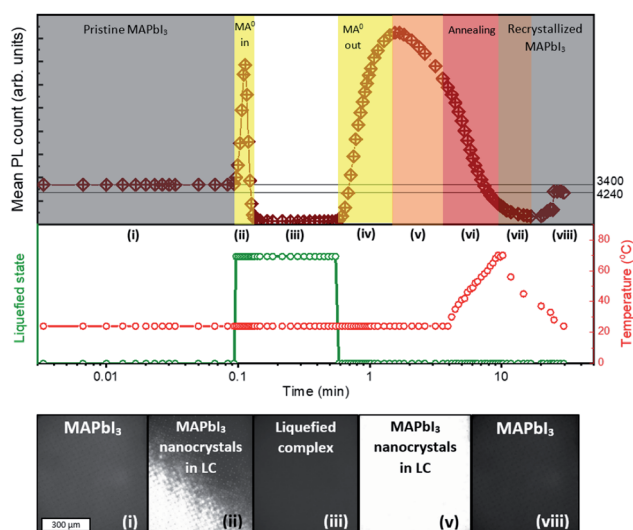 Pristine MAPbI₃
MA⁰
in
MA⁰
out
Annealing
Recrystallized
MAPbI₃
Mean PL count (arb. units)
3400
4240
(i)
(ii)
(iii)
(iv)
(v)
(vi)
(vii)
(viii)
Liquefied state
80
60
40
20
0
Temperature (°C)
0.01
0.1
1
10
Time (min)
MAPbI₃
(i)
300 μm
MAPbI₃
nanocrystals
in LC
(ii)
Liquefied
complex
(iii)
MAPbI₃
nanocrystals
in LC
(v)
MAPbI₃
(viii)